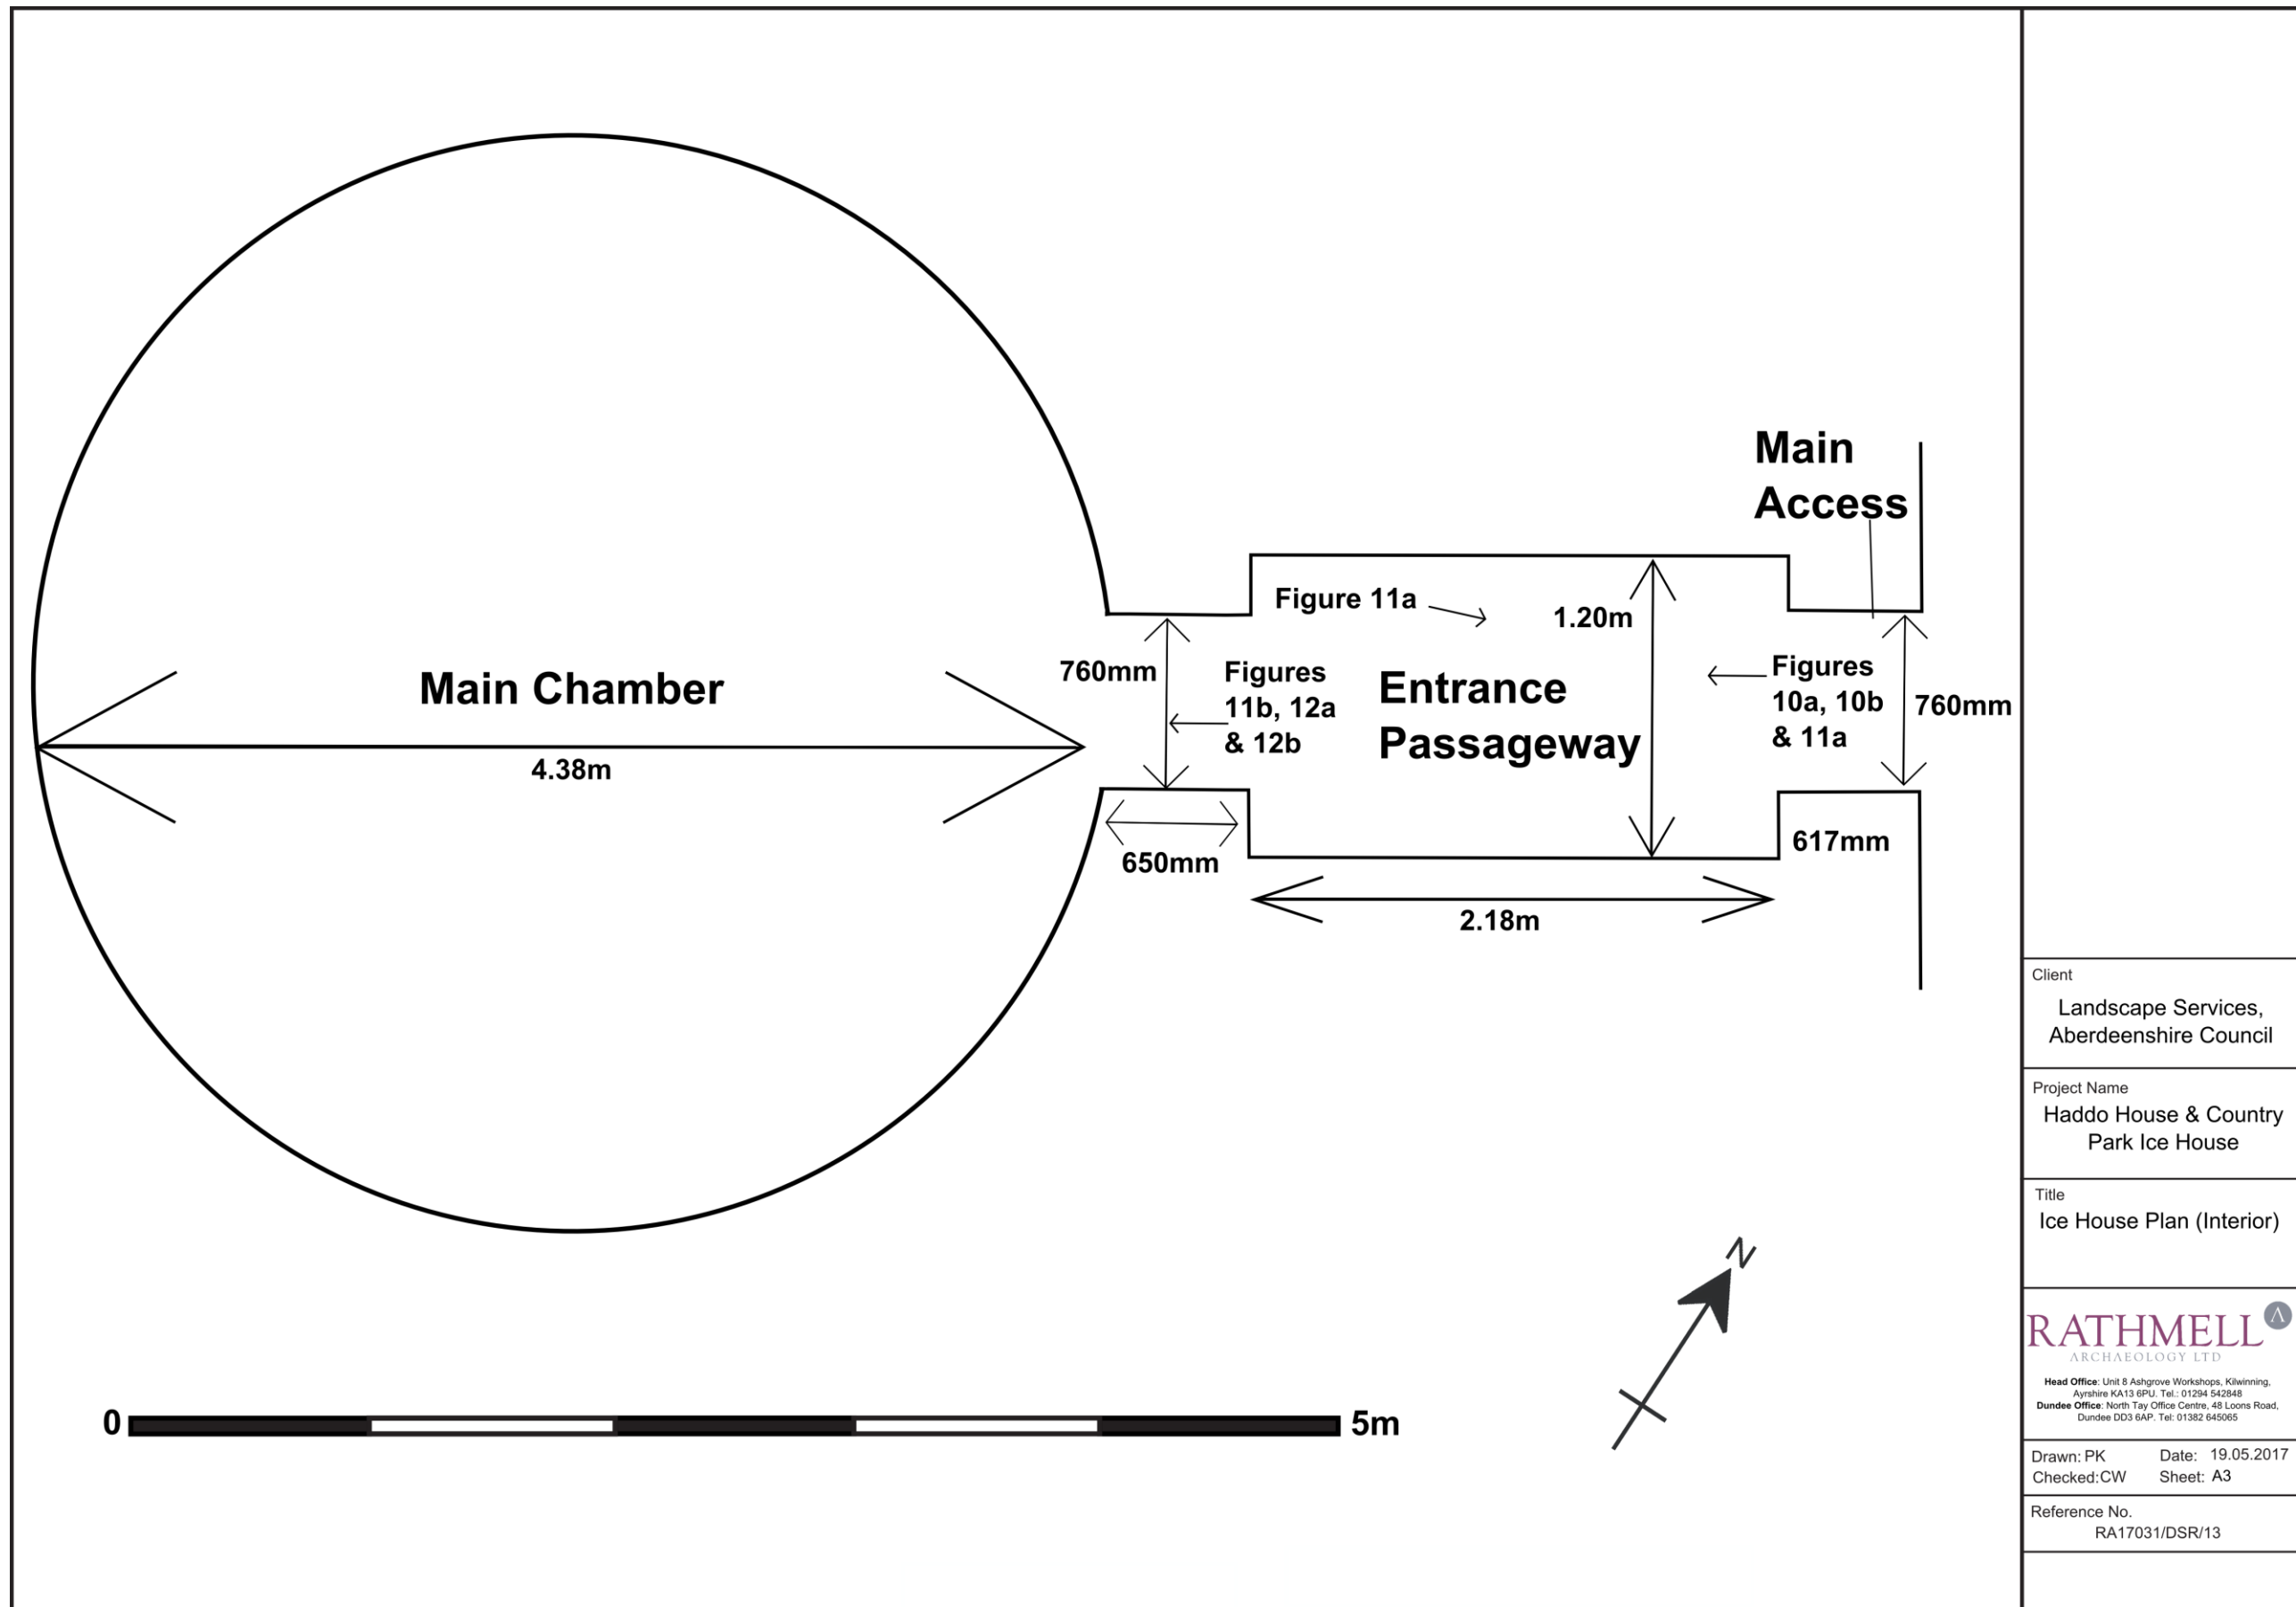 Main
Access
Figure 11a
1.20m
760mm
Figures
11b, 12a
& 12b
Main Chamber
Entrance
Passageway
Figures
10a, 10b
& 11a
760mm
4.38m
650mm
617mm
2.18m
N
0
5m
Client
Landscape Services,
Aberdeenshire Council
Project Name
Haddo House & Country
Park Ice House
Title
Ice House Plan (Interior)
RATHMELL
ARCHAEOLOGY LTD
Head Office: Unit 8 Ashgrove Workshops, Kilwinning,
Ayrshire KA13 6PU. Tel.: 01294 542848
Dundee Office: North Tay Office Centre, 48 Loons Road,
Dundee DD3 6AP. Tel: 01382 645065
Drawn: PK Date: 19.05.2017
Checked:CW Sheet: A3
Reference No.
RA17031/DSR/13